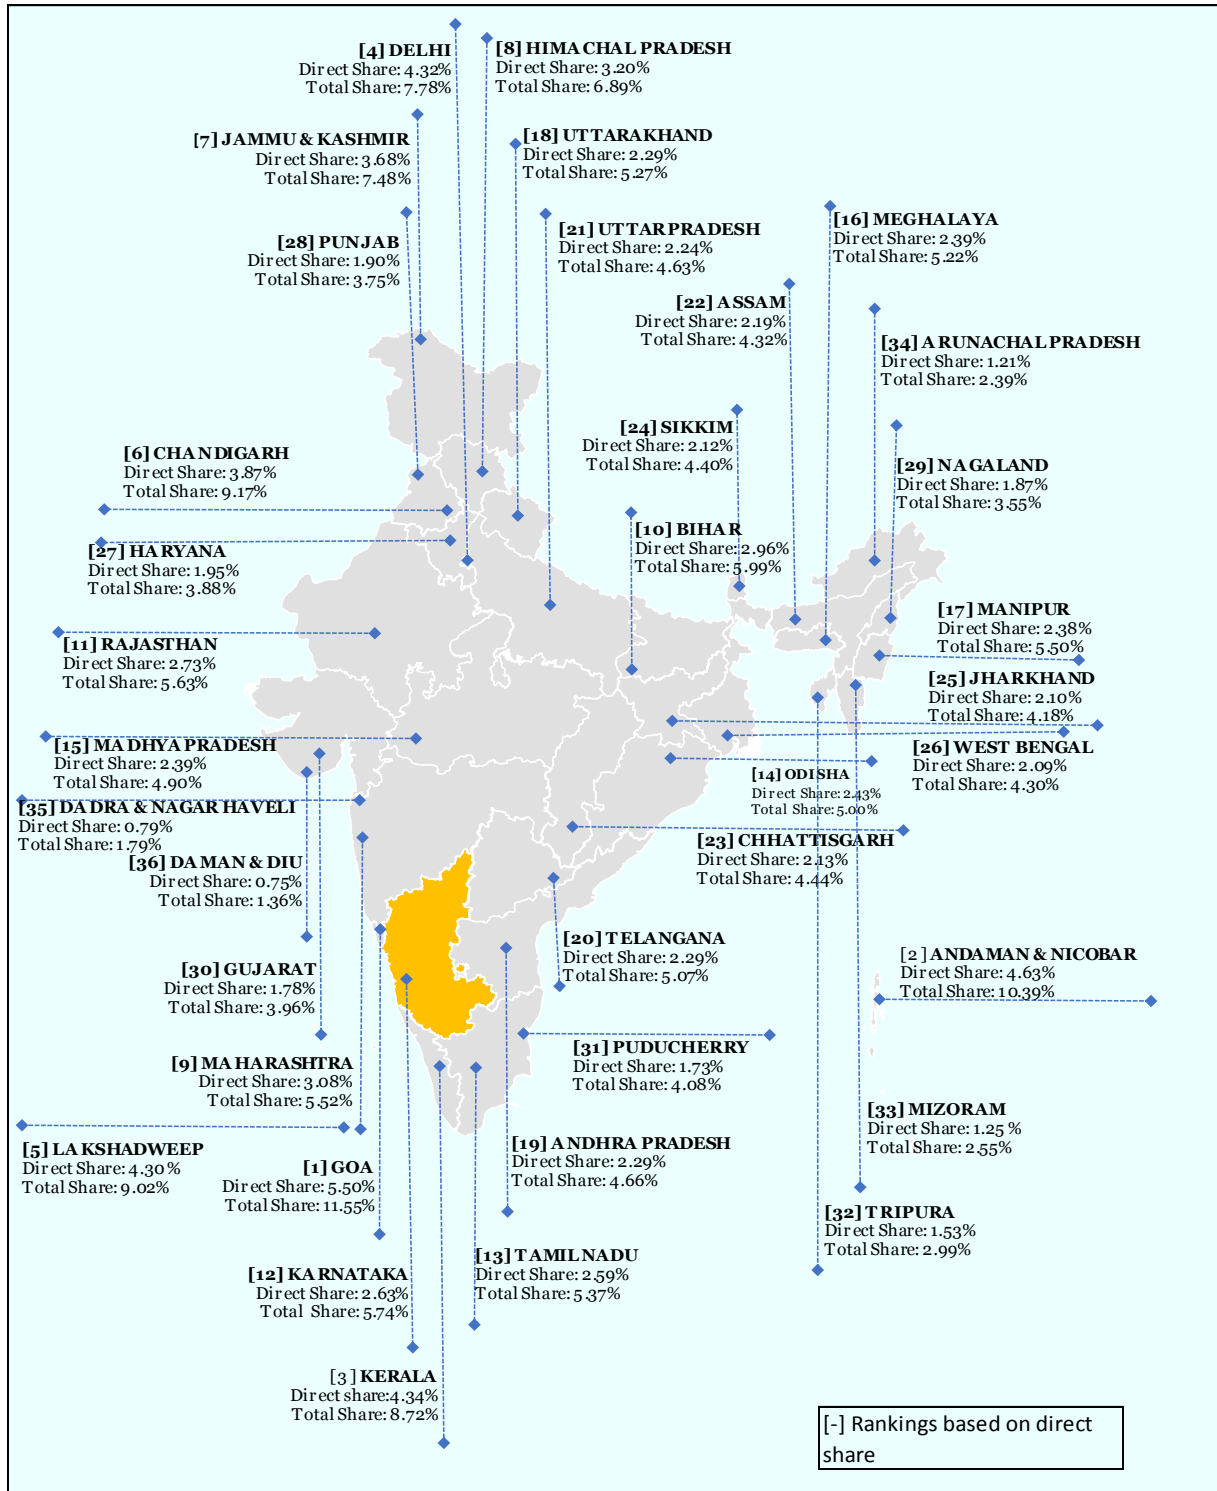 [4] DELHI
Direct Share: 4.32%
Total Share: 7.78%
[8] HIMACHAL PRADESH
Direct Share: 3.20%
Total Share: 6.89%
[7] JAMMU & KASHMIR
Direct Share: 3.68%
Total Share: 7.48%
[18] UTTARAKHAND
Direct Share: 2.29%
Total Share: 5.27%
[28] PUNJAB
Direct Share: 1.90%
Total Share: 3.75%
[21] UTTAR PRADESH
Direct Share: 2.24%
Total Share: 4.63%
[16] MEGHALAYA
Direct Share: 2.39%
Total Share: 5.22%
[22] ASSAM
Direct Share: 2.19%
Total Share: 4.32%
[34] ARUNACHAL PRADESH
Direct Share: 1.21%
Total Share: 2.39%
[24] SIKKIM
Direct Share: 2.12%
Total Share: 4.40%
[6] CHANDIGARH
Direct Share: 3.87%
Total Share: 9.17%
[29] NAGALAND
Direct Share: 1.87%
Total Share: 3.55%
[27] HARYANA
Direct Share: 1.95%
Total Share: 3.88%
[10] BIHAR
Direct Share: 2.96%
Total Share: 5.99%
[17] MANIPUR
Direct Share: 2.38%
Total Share: 5.50%
[11] RAJASTHAN
Direct Share: 2.73%
Total Share: 5.63%
[25] JHARKHAND
Direct Share: 2.10%
Total Share: 4.18%
[15] MADHYA PRADESH
Direct Share: 2.39%
Total Share: 4.90%
[26] WEST BENGAL
Direct Share: 2.09%
Total Share: 4.30%
[14] ODISHA
Direct Share: 2.43%
Total Share: 5.00%
[35] DADRA & NAGAR HAVELI
Direct Share: 0.79%
Total Share: 1.79%
[23] CHHATTISGARH
Direct Share: 2.13%
Total Share: 4.44%
[36] DAMAN & DIU
Direct Share: 0.75%
Total Share: 1.36%
[20] TELANGANA
Direct Share: 2.29%
Total Share: 5.07%
[2] ANDAMAN & NICOBAR
Direct Share: 4.63%
Total Share: 10.39%
[30] GUJARAT
Direct Share: 1.78%
Total Share: 3.96%
[31] PUDUCHERRY
Direct Share: 1.73%
Total Share: 4.08%
[9] MAHARASHTRA
Direct Share: 3.08%
Total Share: 5.52%
[33] MIZORAM
Direct Share: 1.25 %
Total Share: 2.55%
[5] LAKSHADWEEP
Direct Share: 4.30 %
Total Share: 9.02%
[19] ANDHRA PRADESH
Direct Share: 2.29%
Total Share: 4.66%
[1] GOA
Direct Share: 5.50%
Total Share: 11.55%
[32] TRIPURA
Direct Share: 1.53%
Total Share: 2.99%
[13] TAMIL NADU
Direct Share: 2.59%
Total Share: 5.37%
[12] KARNATAKA
Direct Share: 2.63%
Total Share: 5.74%
[3] KERALA
Direct share:4.34%
Total Share: 8.72%
[-] Rankings based on direct
share